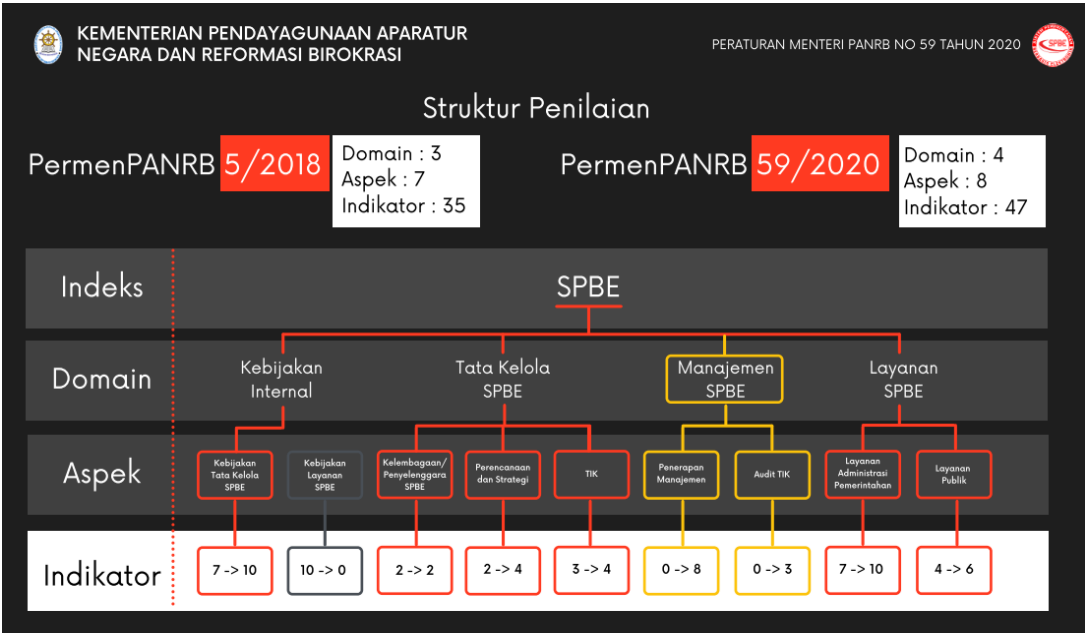 KEMENTERIAN PENDAYAGUNAAN APARATUR
NEGARA DAN REFORMASI BIROKRASI
PERATURAN MENTERI PANRB NO 59 TAHUN 2020
SPBE
Struktur Penilaian
PermenPANRB 5/2018
Domain : 3
Aspek : 7
Indikator : 35
PermenPANRB 59/2020
Domain : 4
Aspek : 8
Indikator : 47
Indeks
SPBE
Domain
Kebijakan
Internal
Tata Kelola
SPBE
Manajemen
SPBE
Layanan
SPBE
Aspek
Kebijakan
Tata Kelola
SPBE
Kebijakan
Layanan
SPBE
Kelembagaan/
Penyelenggara
SPBE
Perencanaan
dan Strategi
TIK
Penerapan
Manajemen
Audit TIK
Layanan
Administrasi
Pemerintahan
Layanan
Publik
Indikator
7 -> 10
10 -> 0
2 -> 2
2 -> 4
3 -> 4
0 -> 8
0 -> 3
7 -> 10
4 -> 6